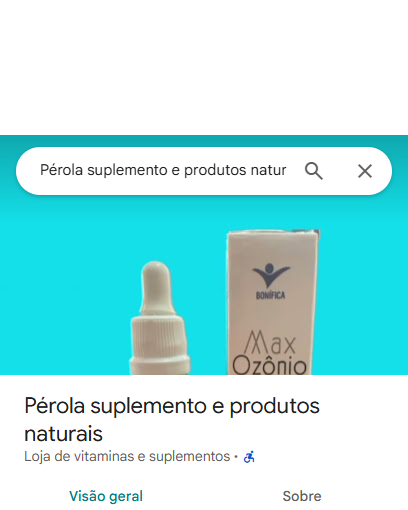 Pérola suplemento e produtos natur
BONÍFICA
Max
Ozônio
Pérola suplemento e produtos
naturais
Loja de vitaminas e suplementos •
Visão geral
Sobre